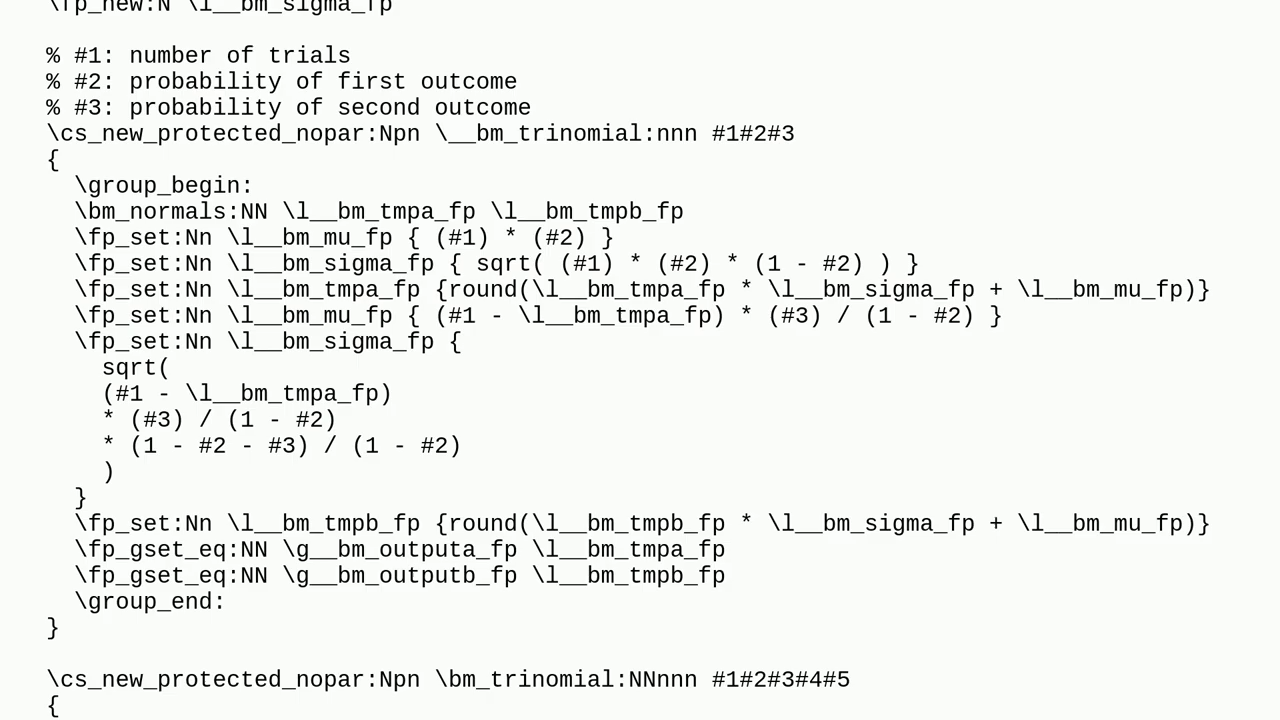 \fp_new:N \l__bm_sigma_fp
% #1: number of trials
% #2: probability of first outcome
% #3: probability of second outcome
\cs_new_protected_nopar:Npn \__bm_trinomial:nnn #1#2#3
{
\group_begin:
\bm_normals:NN \l__bm_tmpa_fp \l__bm_tmpb_fp
\fp_set:Nn \l__bm_mu_fp { (#1) * (#2) }
\fp_set:Nn \l__bm_sigma_fp { sqrt( (#1) * (#2) * (1 - #2) ) }
\fp_set:Nn \l__bm_tmpa_fp {round(\l__bm_tmpa_fp * \l__bm_sigma_fp + \l__bm_mu_fp)}
\fp_set:Nn \l__bm_mu_fp { (#1 - \l__bm_tmpa_fp) * (#3) / (1 - #2) }
\fp_set:Nn \l__bm_sigma_fp {
sqrt(
(#1 - \l__bm_tmpa_fp)
* (#3) / (1 - #2)
* (1 - #2 - #3) / (1 - #2)
)
}
\fp_set:Nn \l__bm_tmpb_fp {round(\l__bm_tmpb_fp * \l__bm_sigma_fp + \l__bm_mu_fp)}
\fp_gset_eq:NN \g__bm_outputa_fp \l__bm_tmpa_fp
\fp_gset_eq:NN \g__bm_outputb_fp \l__bm_tmpb_fp
\group_end:
}
\cs_new_protected_nopar:Npn \bm_trinomial:NNnnn #1#2#3#4#5
{